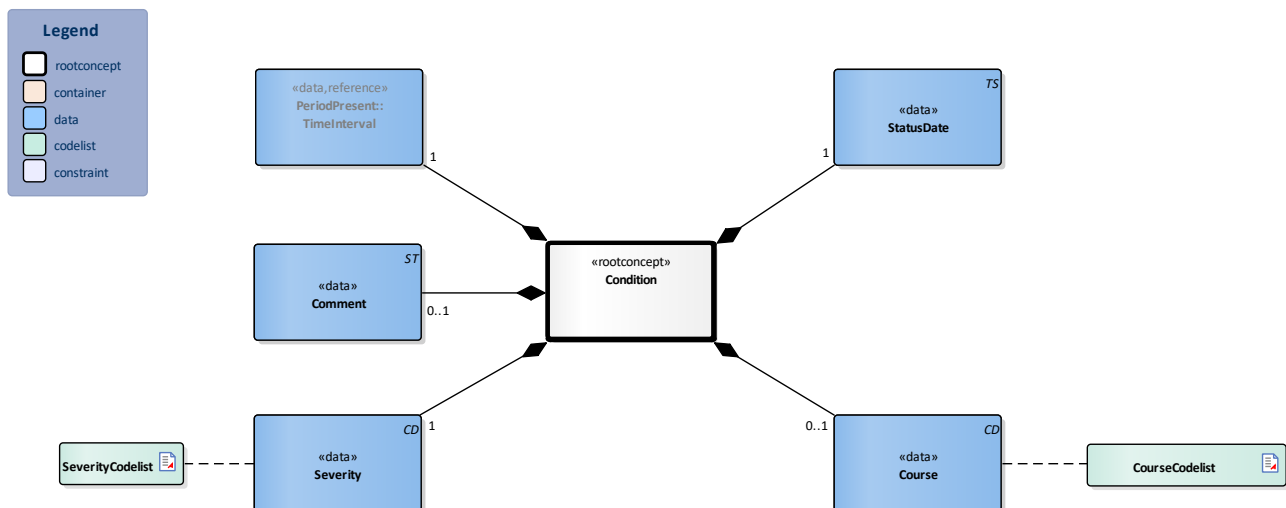 Legend
rootconcept
container
data
codelist
constraint
«data,reference»
PeriodPresent::
TimeInterval
1
TS
«data»
StatusDate
1
«rootconcept»
Condition
ST
«data»
Comment
0..1
CD
«data»
Severity
1
SeverityCodelist
CD
«data»
Course
0..1
CourseCodelist